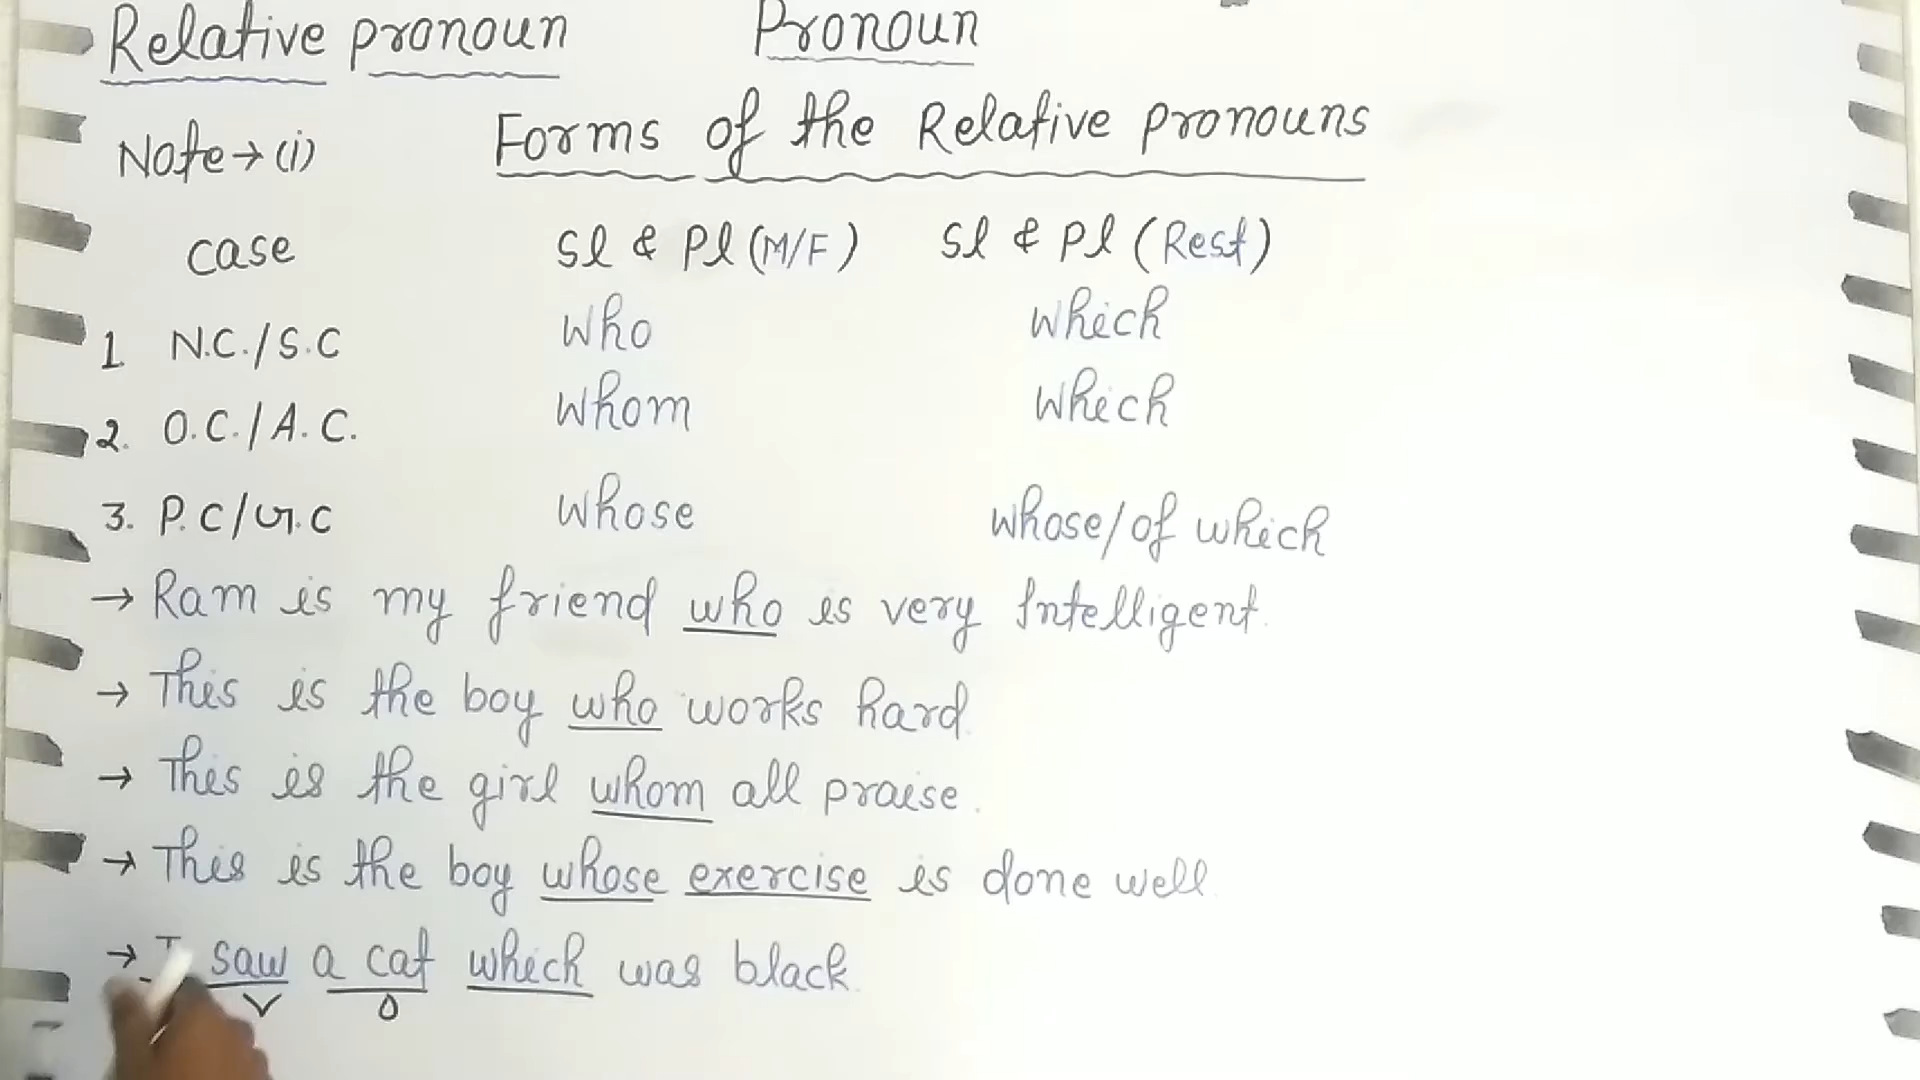 Relative pronoun Pronoun
Note→(i) Forms of the Relative pronouns
case Sl & Pl (M/F) Sl & Pl (Rest)
1 N.C./S.C who which
2. O.C./A.C. whom which
3. P.C/G.C whose whose/of which
→ Ram is my friend who is very Intelligent.
→ This is the boy who works hard.
→ This is the girl whom all praise.
→ This is the boy whose exercise is done well.
→ I saw a cat which was black.
V O